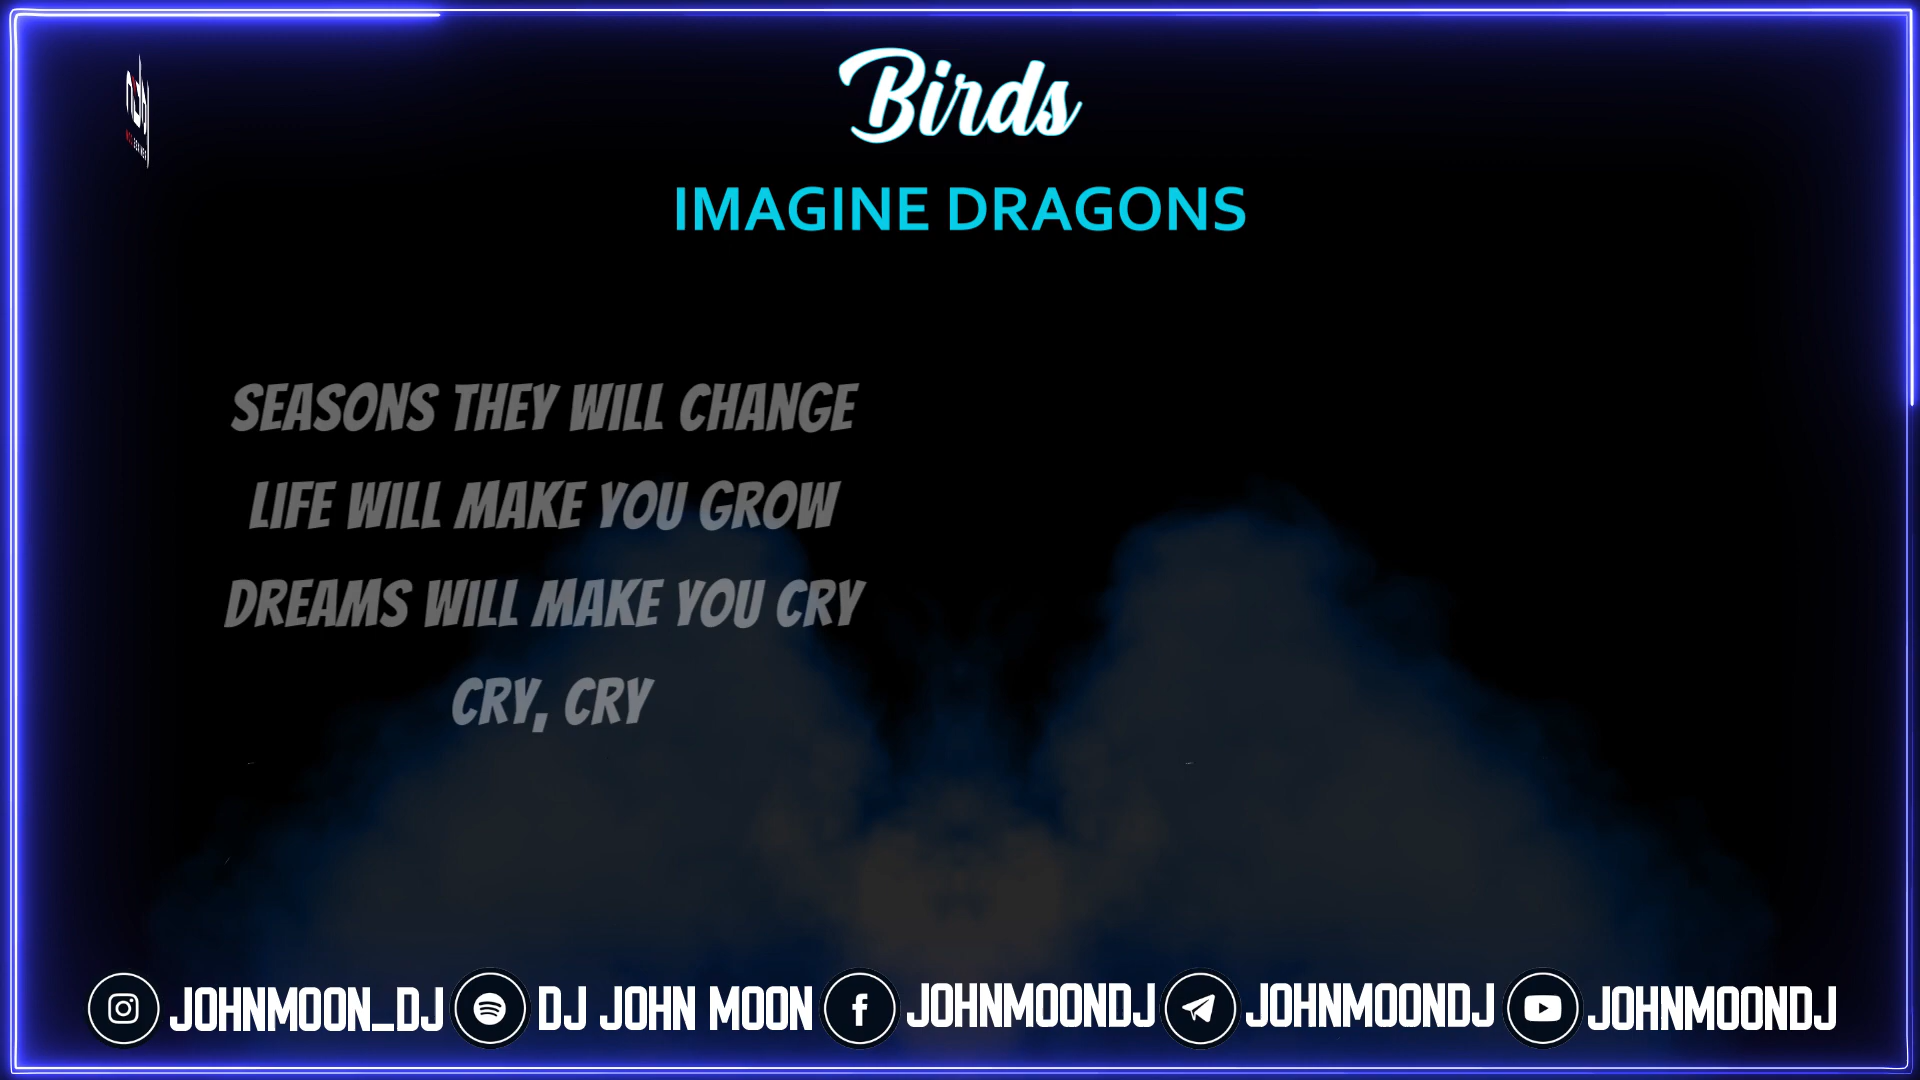 Birds
IMAGINE DRAGONS
SEASONS THEY WILL CHANGE
LIFE WILL MAKE YOU GROW
DREAMS WILL MAKE YOU CRY
CRY, CRY
JOHNMOON_DJ DJ JOHN MOON JOHNMOONDJ JOHNMOONDJ JOHNMOONDJ